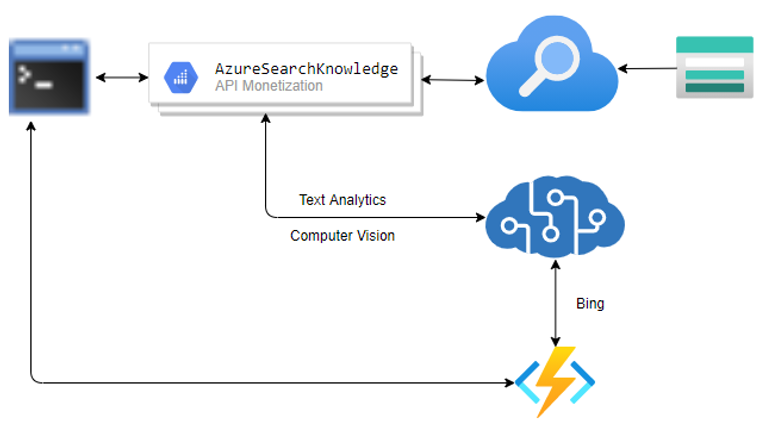 AzureSearchKnowledge
API Monetization
Text Analytics
Computer Vision
Bing